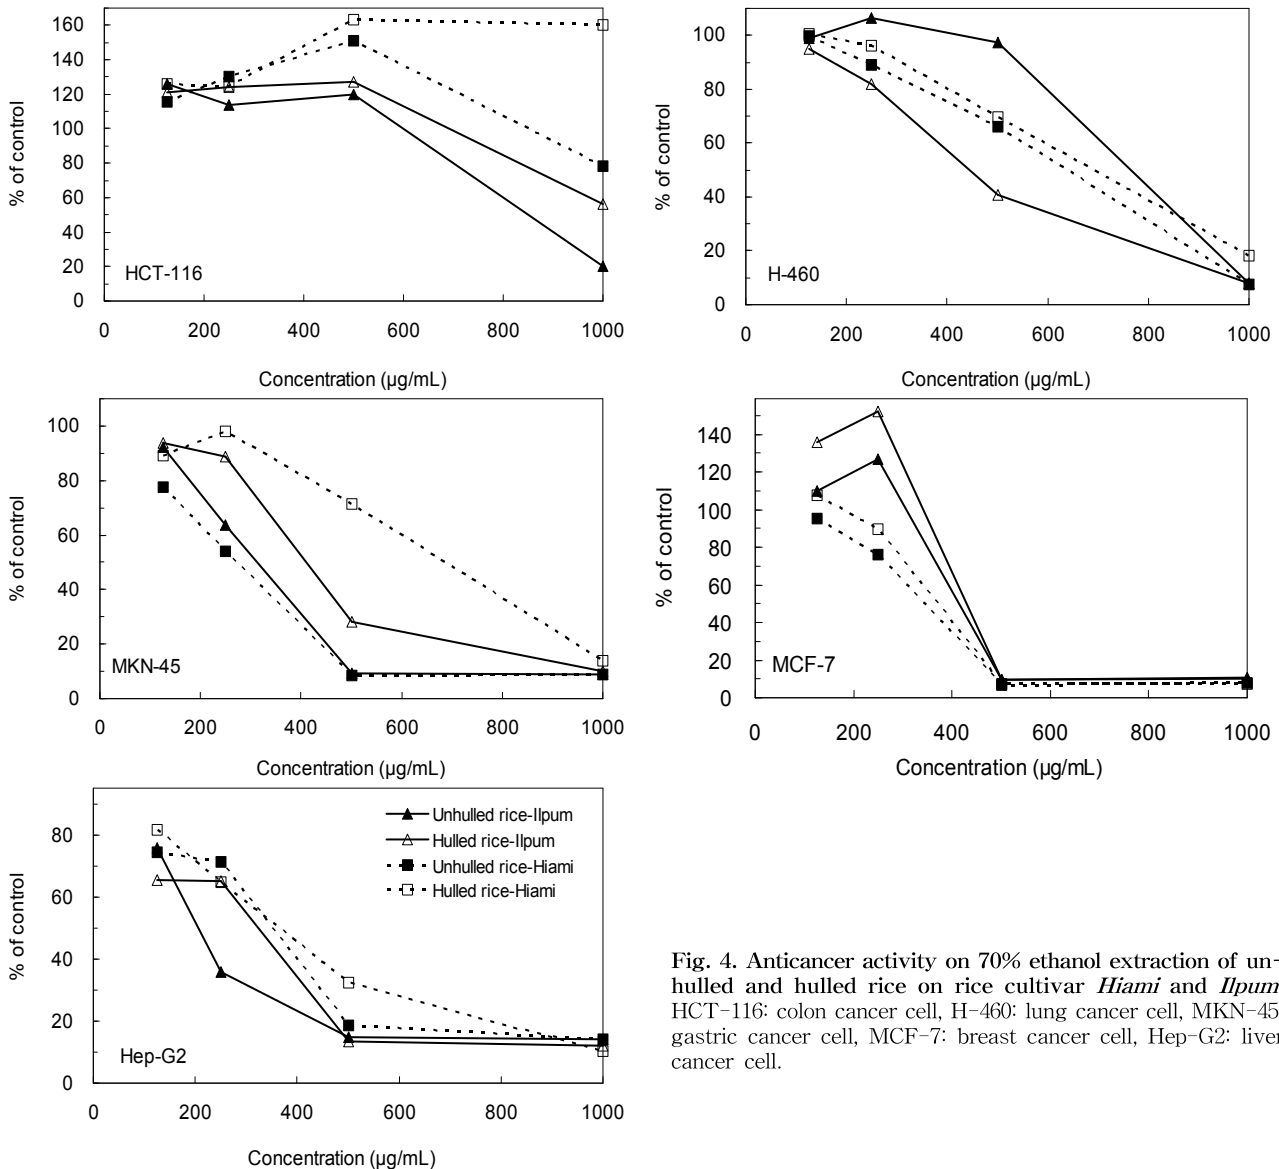 160
140
120
100
80
60
40
20
0
% of control
HCT-116
0 200 400 600 800 1000
Concentration (μg/mL)
100
80
60
40
20
0
% of control
H-460
0 200 400 600 800 1000
Concentration (μg/mL)
100
80
60
40
20
0
% of control
MKN-45
0 200 400 600 800 1000
Concentration (μg/mL)
140
120
100
80
60
40
20
0
% of control
MCF-7
0 200 400 600 800 1000
Concentration (μg/mL)
80
60
40
20
0
% of control
Unhulled rice-Ilpum
Hulled rice-Ilpum
Unhulled rice-Hiami
Hulled rice-Hiami
Hep-G2
0 200 400 600 800 1000
Concentration (μg/mL)
Fig. 4. Anticancer activity on 70% ethanol extraction of un-
hulled and hulled rice on rice cultivar Hiami and Ilpum
HCT-116: colon cancer cell, H-460: lung cancer cell, MKN-45
gastric cancer cell, MCF-7: breast cancer cell, Hep-G2: liver
cancer cell.